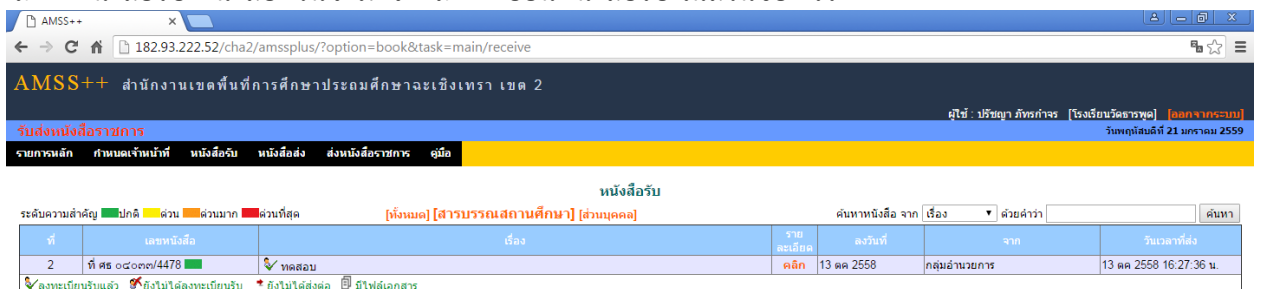 AMSS++
182.93.222.52/cha2/amssplus/?option=book&task=main/receive
AMSS++ สำนักงานเขตพื้นที่การศึกษาประถมศึกษาฉะเชิงเทรา เขต 2
ผู้ใช้ : ปรัชญา ภัทรกำจร [โรงเรียนวัดธารพูด] [ออกจากระบบ]
รับส่งหนังสือราชการ วันพฤหัสบดีที่ 21 มกราคม 2559
รายการหลัก กำหนดเจ้าหน้าที่ หนังสือรับ หนังสือส่ง ส่งหนังสือราชการ คู่มือ
หนังสือรับ
ระดับความสำคัญ ปกติ ด่วน ด่วนมาก ด่วนที่สุด [ทั้งหมด] [สารบรรณสถานศึกษา] [ส่วนบุคคล] ค้นหาหนังสือ จาก เรื่อง ด้วยคำว่า ค้นหา
ที่ เลขหนังสือ เรื่อง รายละเอียด ลงวันที่ จาก วันเวลาที่ส่ง
2 ที่ ศธ ๐๔๐๓๓/4478 ทดสอบ คลิก 13 ตค 2558 กลุ่มอำนวยการ 13 ตค 2558 16:27:36 น.
ลงทะเบียนรับแล้ว ยังไม่ได้ลงทะเบียนรับ ยังไม่ได้ส่งต่อ มีไฟล์เอกสาร